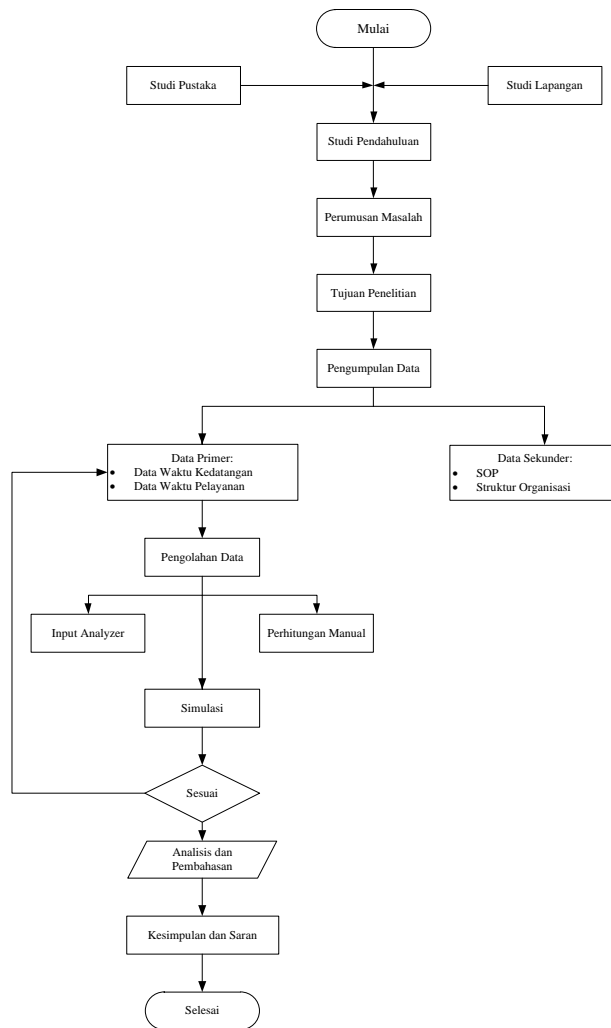 Mulai
Studi Pustaka
Studi Lapangan
Studi Pendahuluan
Perumusan Masalah
Tujuan Penelitian
Pengumpulan Data
Data Primer:
• Data Waktu Kedatangan
• Data Waktu Pelayanan
Data Sekunder:
• SOP
• Struktur Organisasi
Pengolahan Data
Input Analyzer
Perhitungan Manual
Simulasi
Sesuai
Analisis dan
Pembahasan
Kesimpulan dan Saran
Selesai